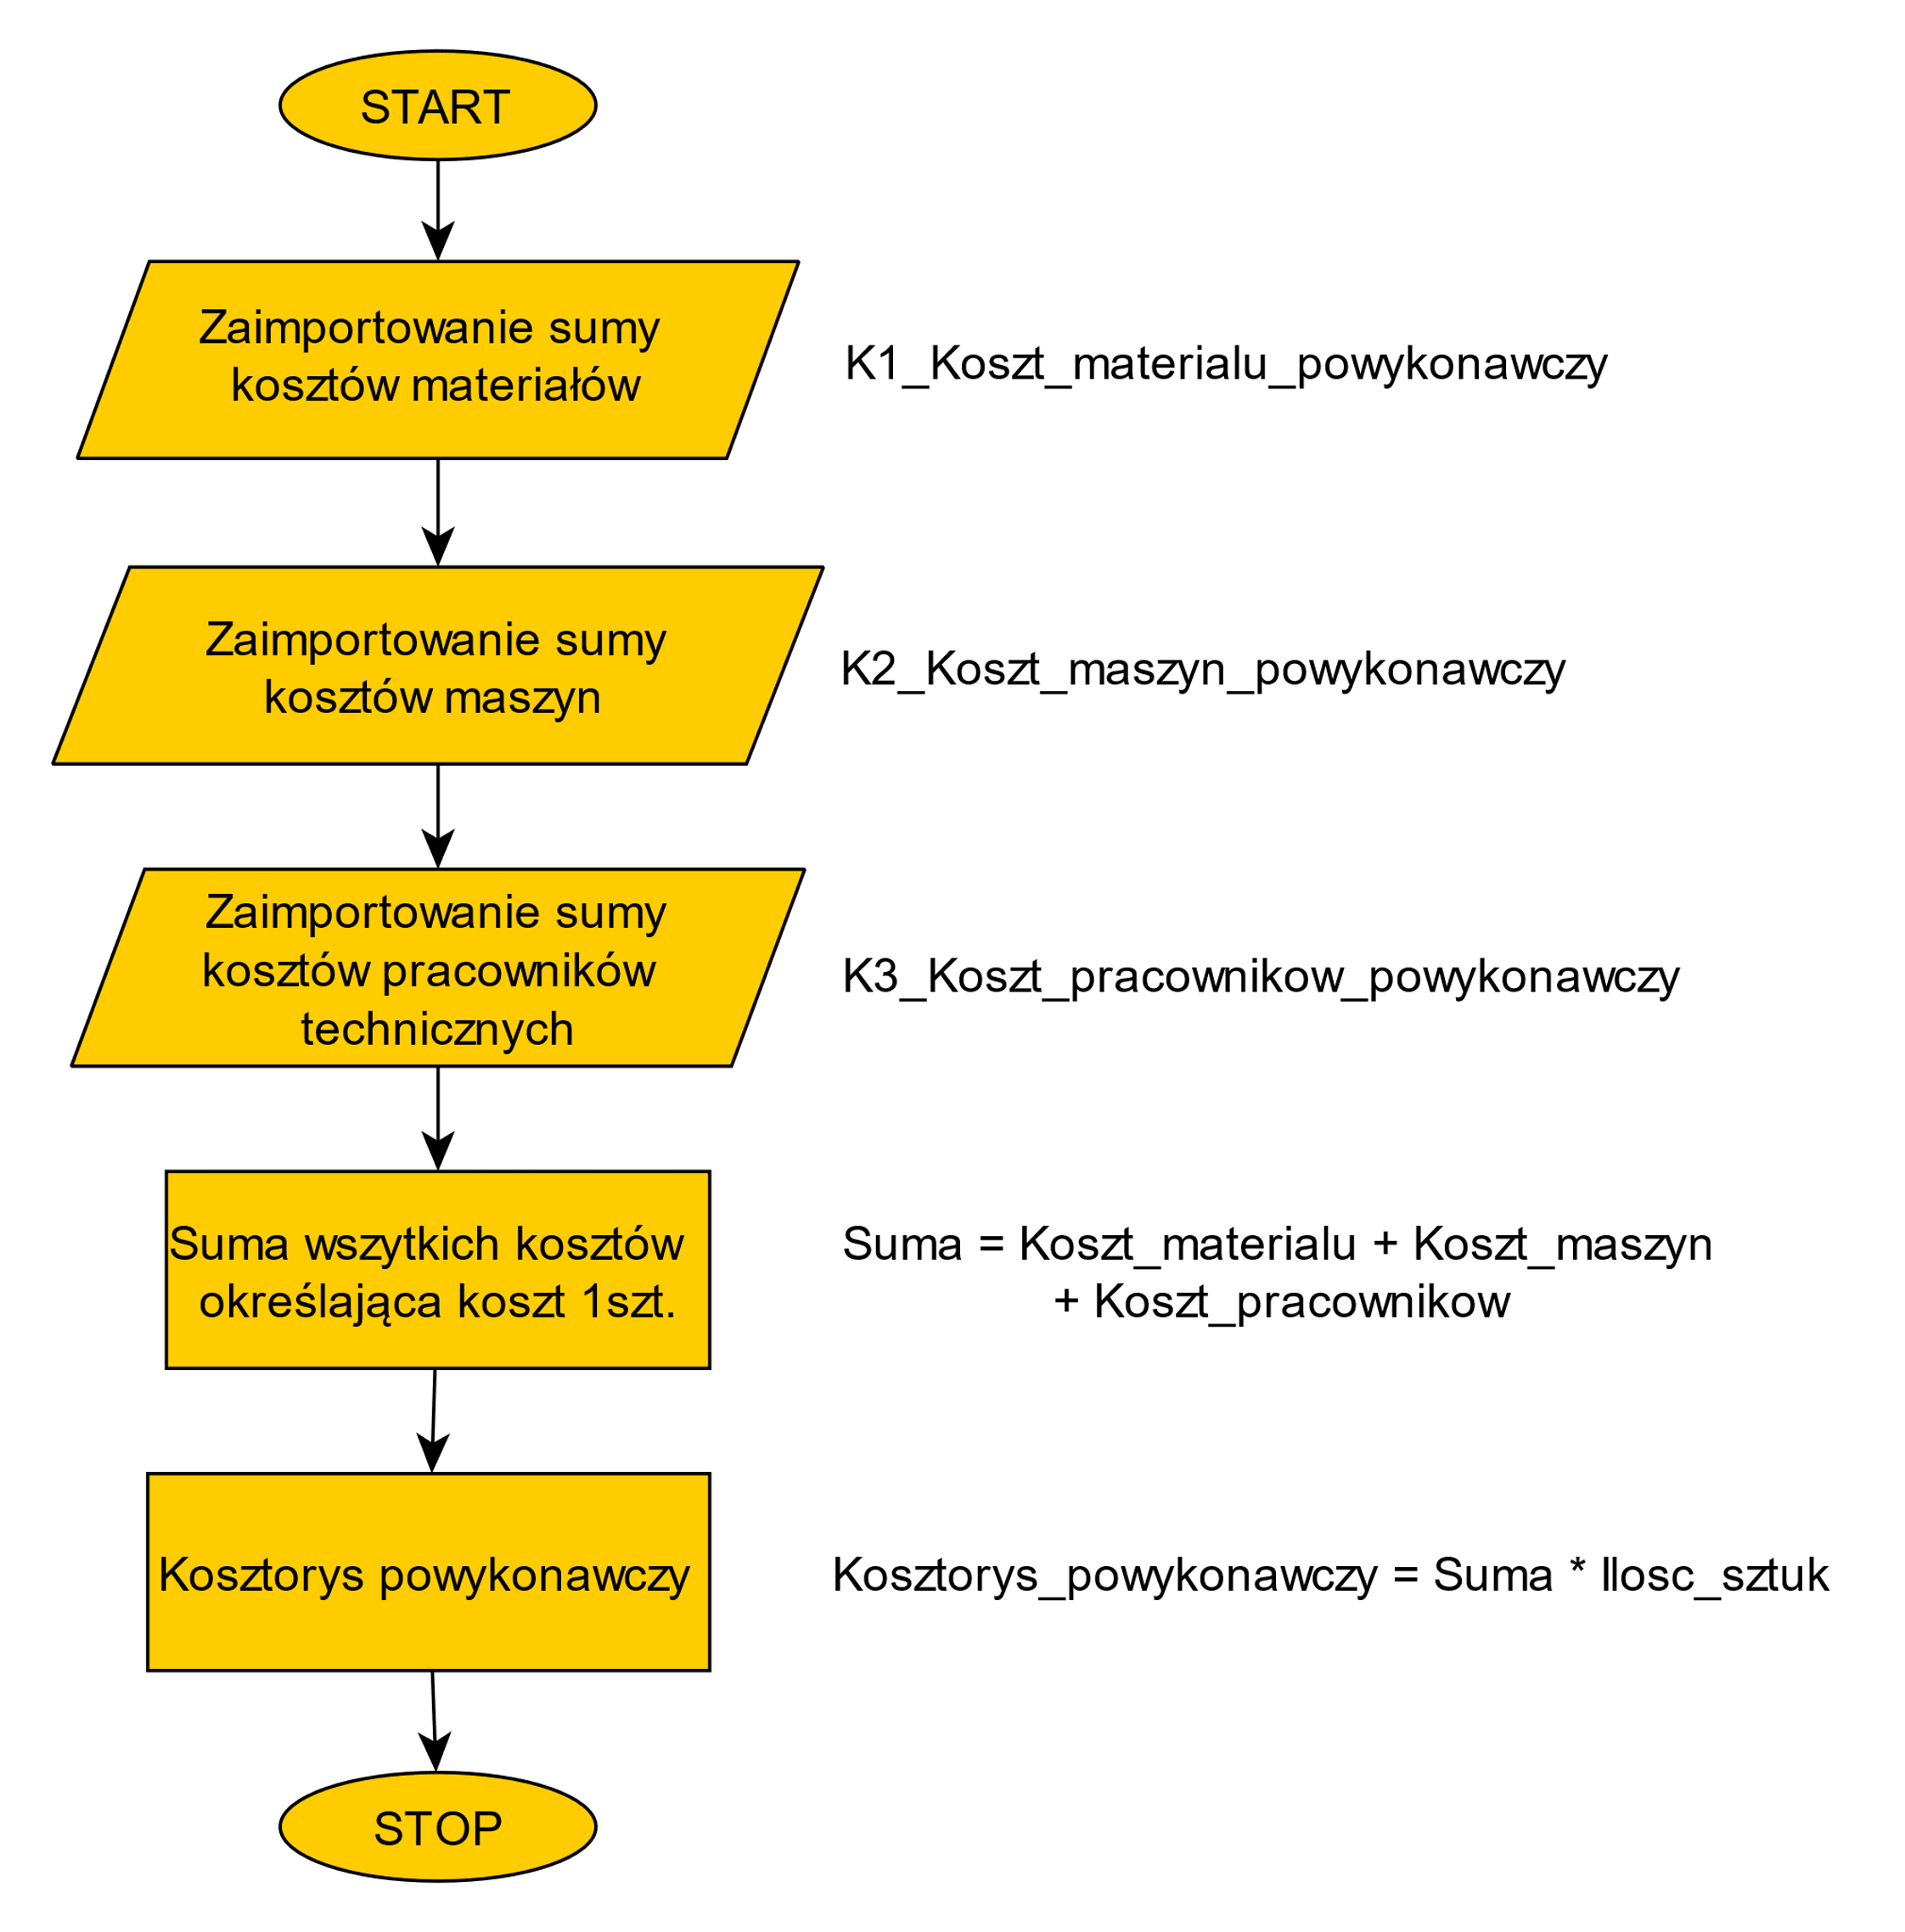 START
Zaimportowanie sumy
kosztów materiałów
K1_Koszt_materialu_powykonawczy
Zaimportowanie sumy
kosztów maszyn
K2_Koszt_maszyn_powykonawczy
Zaimportowanie sumy
kosztów pracowników
technicznych
K3_Koszt_pracownikow_powykonawczy
Suma wszytkich kosztów
określająca koszt 1szt.
Suma = Koszt_materialu + Koszt_maszyn
+ Koszt_pracownikow
Kosztorys powykonawczy
Kosztorys_powykonawczy = Suma * Ilosc_sztuk
STOP